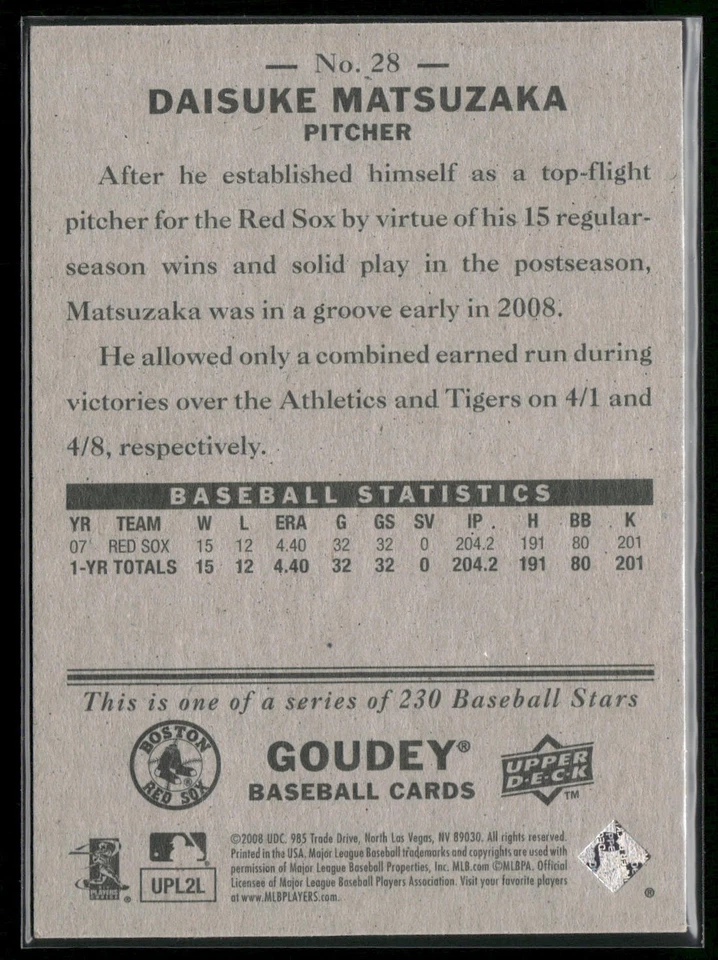 — No. 28 —
DAISUKE MATSUZAKA
PITCHER
After he established himself as a top-flight
pitcher for the Red Sox by virtue of his 15 regular-
season wins and solid play in the postseason,
Matsuzaka was in a groove early in 2008.
He allowed only a combined earned run during
victories over the Athletics and Tigers on 4/1 and
4/8, respectively.
BASEBALL STATISTICS
YR TEAM W L ERA G GS SV IP H BB K
07 RED SOX 15 12 4.40 32 32 0 204.2 191 80 201
1-YR TOTALS 15 12 4.40 32 32 0 204.2 191 80 201
This is one of a series of 230 Baseball Stars
BOSTON
RED SOX
GOUDEY®
BASEBALL CARDS
UPPER
D•E•C•K
™
UPL2L
©2008 UDC. 985 Trade Drive, North Las Vegas, NV 89030. All rights reserved.
Printed in the USA. Major League Baseball trademarks and copyrights are used with
permission of Major League Baseball Properties, Inc. MLB.com ©MLBPA. Official
Licensee of Major League Baseball Players Association. Visit your favorite players
at www.MLBPLAYERS.com.
®